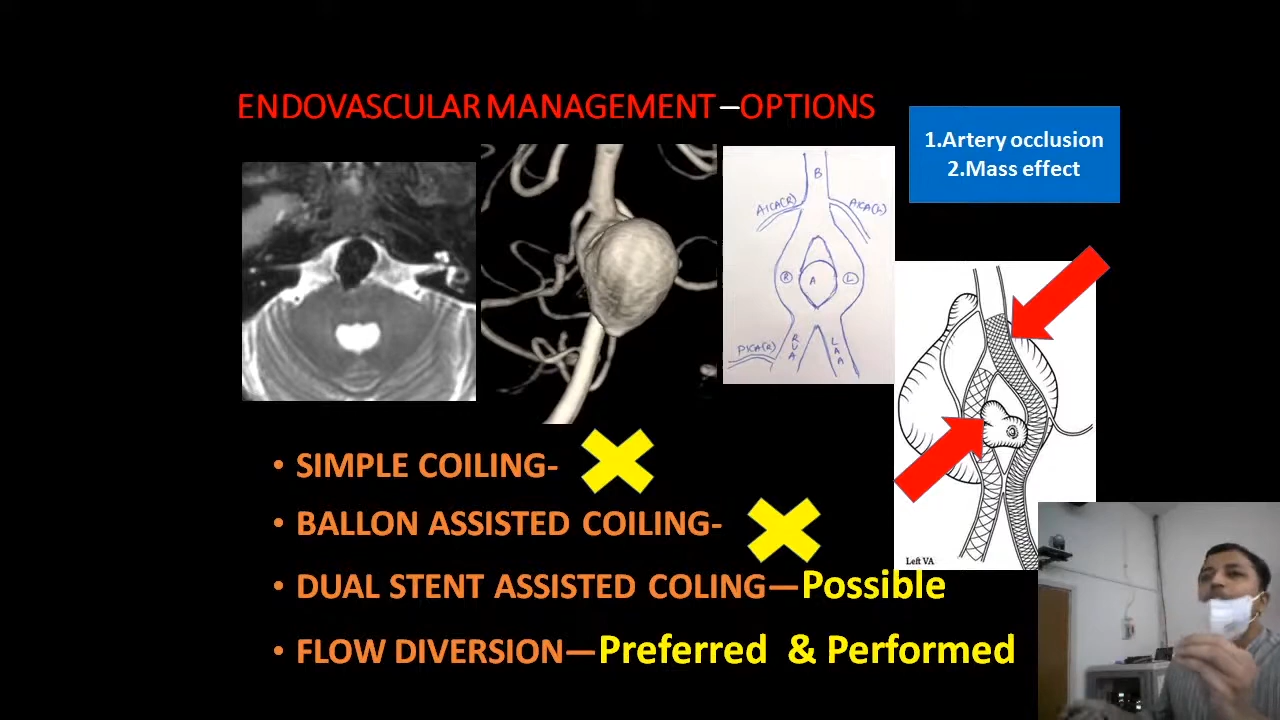 ENDOVASCULAR MANAGEMENT –OPTIONS
1.Artery occlusion
2.Mass effect
B
AICA(R)
AICA(L)
R
A
L
PICA(R)
RVA
Left VA
• SIMPLE COILING-
• BALLON ASSISTED COILING-
• DUAL STENT ASSISTED COLING—Possible
• FLOW DIVERSION—Preferred & Performed